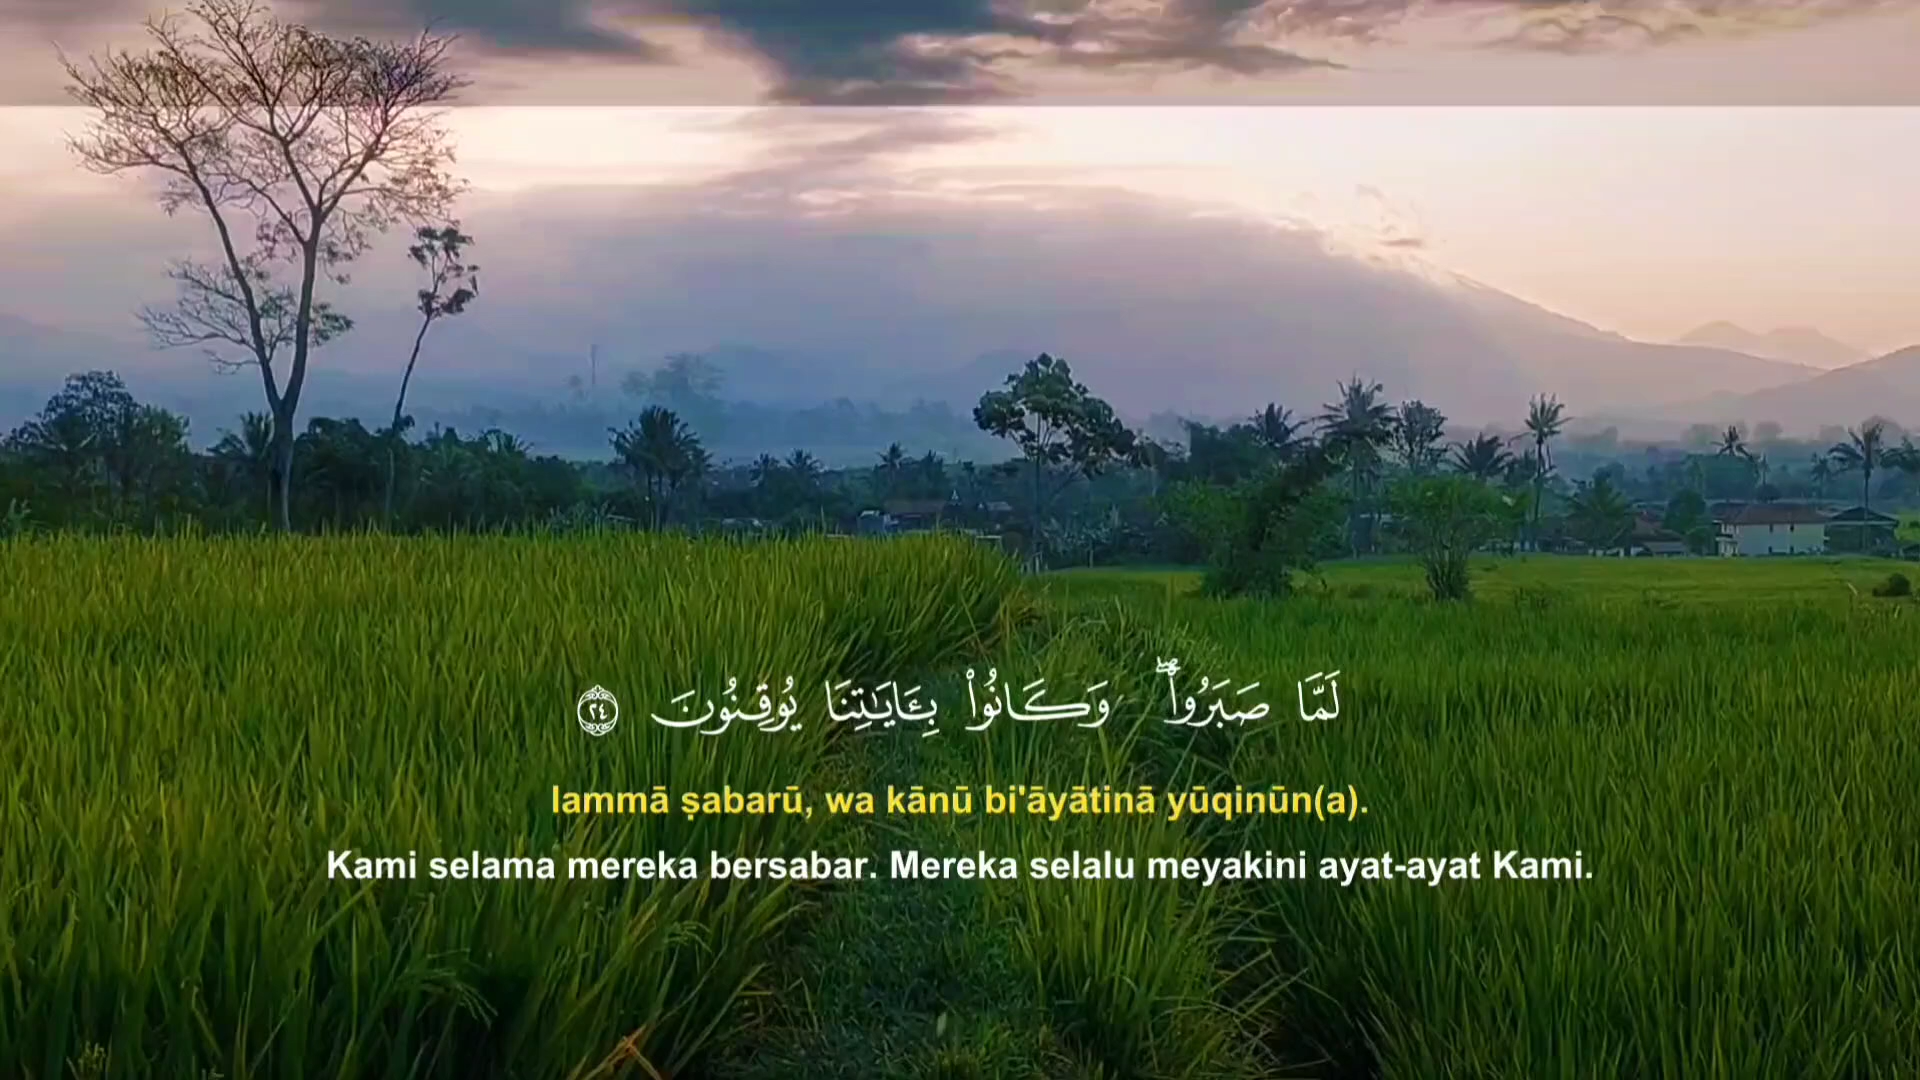 لَمَّا صَبَرُوا۟ۖ وَكَانُوا۟ بِـَٔايَـٰتِنَا يُوقِنُونَ ٢٤
lammā ṣabarū, wa kānū bi'āyātinā yūqinūn(a).
Kami selama mereka bersabar. Mereka selalu meyakini ayat-ayat Kami.